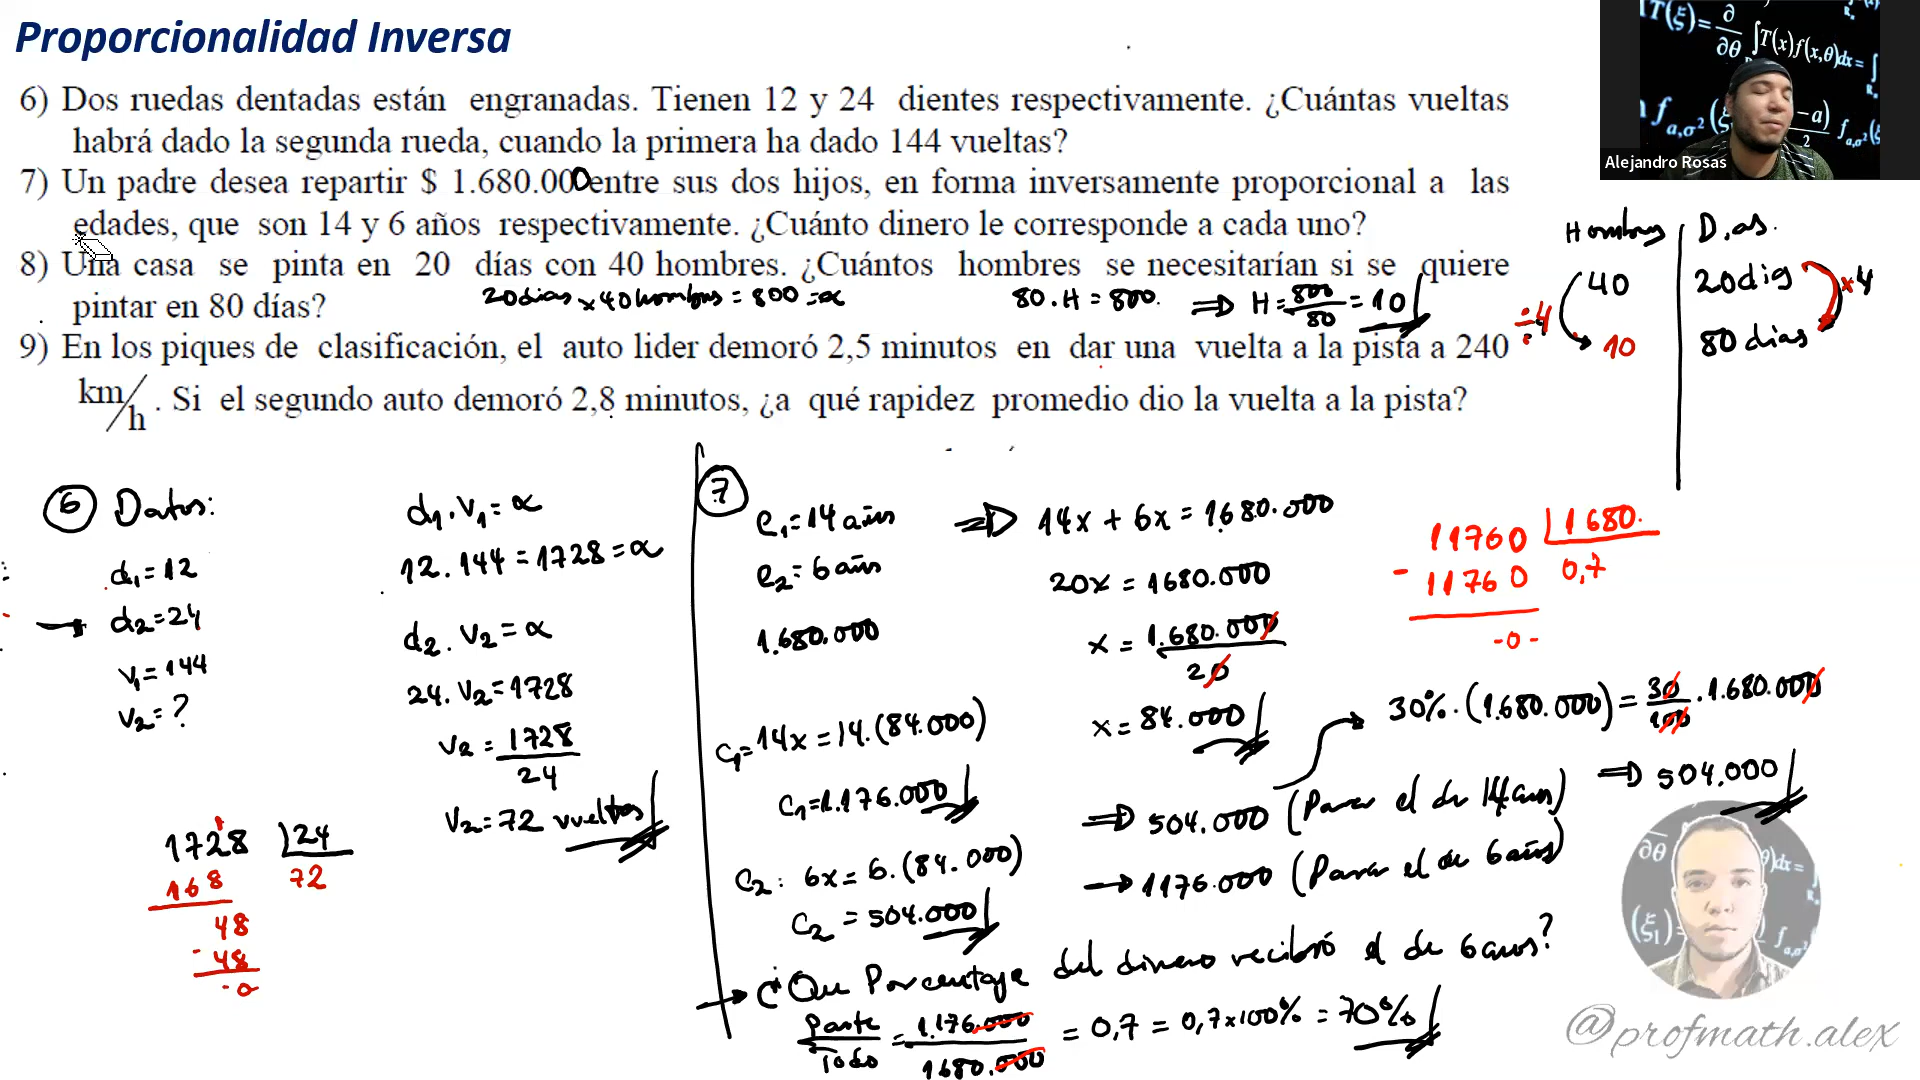 Proporcionalidad Inversa
6) Dos ruedas dentadas están engranadas. Tienen 12 y 24 dientes respectivamente. ¿Cuántas vueltas
habrá dado la segunda rueda, cuando la primera ha dado 144 vueltas?
7) Un padre desea repartir $ 1.680.000 entre sus dos hijos, en forma inversamente proporcional a las
edades, que son 14 y 6 años respectivamente. ¿Cuánto dinero le corresponde a cada uno?
8) Una casa se pinta en 20 días con 40 hombres. ¿Cuántos hombres se necesitarían si se quiere
pintar en 80 días?
20 dias x 40 hombres = 800 = α
80 . H = 800. ⇒ H = 800/80 = 10
9) En los piques de clasificación, el auto lider demoró 2,5 minutos en dar una vuelta a la pista a 240
km/h . Si el segundo auto demoró 2,8 minutos, ¿a qué rapidez promedio dio la vuelta a la pista?
Alejandro Rosas
Hombres | Dias.
40 | 20 dias
÷4 x4
10 | 80 dias
6 Datos:
d1 = 12
d2 = 24
v1 = 144
v2 = ?
d1 . v1 = α
12 . 144 = 1728 = α
d2 . v2 = α
24 . v2 = 1728
v2 = 1728
24
v2 = 72 vueltas
1728 24
168 72
48
- 48
-0
7
e1 = 14 años
e2 = 6 años
1.680.000
⇒ 14x + 6x = 1680.000
20x = 1680.000
x = 1.680.000
20
x = 84.000
C1 = 14x = 14.(84.000)
C1 = 1.176.000
C2 : 6x = 6.(84.000)
C2 = 504.000
⇒ 504.000 (Para el de 14 años)
→ 1176.000 (Para el de 6 años)
11760 1680.
- 11760 0,7
-0-
30% . (1.680.000) = 30/100 . 1.680.000
⇒ 504.000
→ ¿Que Porcentaje del dinero recibió el de 6 años?
Parte/Todo = 1.176.000/1680.000 = 0,7 = 0,7 x 100% = 70%
@profmath.alex